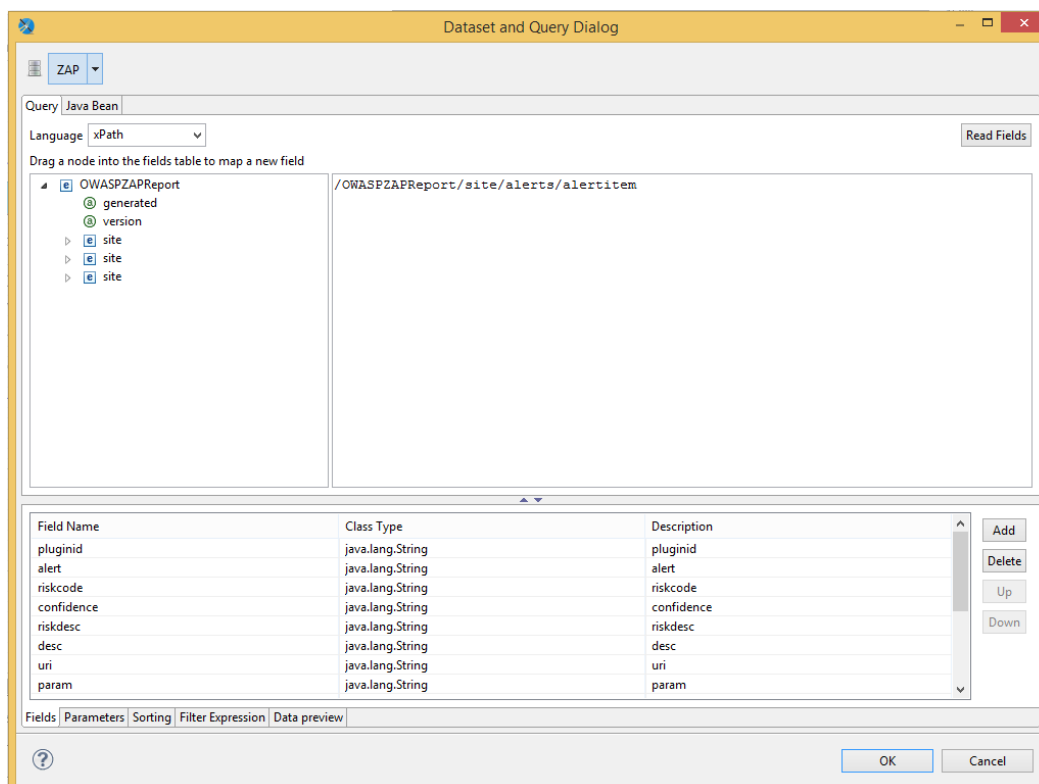 Dataset and Query Dialog
ZAP
Query Java Bean
Language xPath Read Fields
Drag a node into the fields table to map a new field
e OWASPZAPReport
a generated
a version
e site
e site
e site
/OWASPZAPReport/site/alerts/alertitem
Field Name Class Type Description
pluginid java.lang.String pluginid
alert java.lang.String alert
riskcode java.lang.String riskcode
confidence java.lang.String confidence
riskdesc java.lang.String riskdesc
desc java.lang.String desc
uri java.lang.String uri
param java.lang.String param
Add
Delete
Up
Down
Fields Parameters Sorting Filter Expression Data preview
? OK Cancel